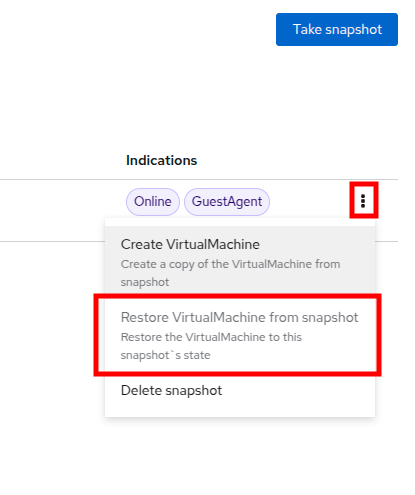 Take snapshot
Indications
Online GuestAgent
Create VirtualMachine
Create a copy of the VirtualMachine from
snapshot
Restore VirtualMachine from snapshot
Restore the VirtualMachine to this
snapshot`s state
Delete snapshot